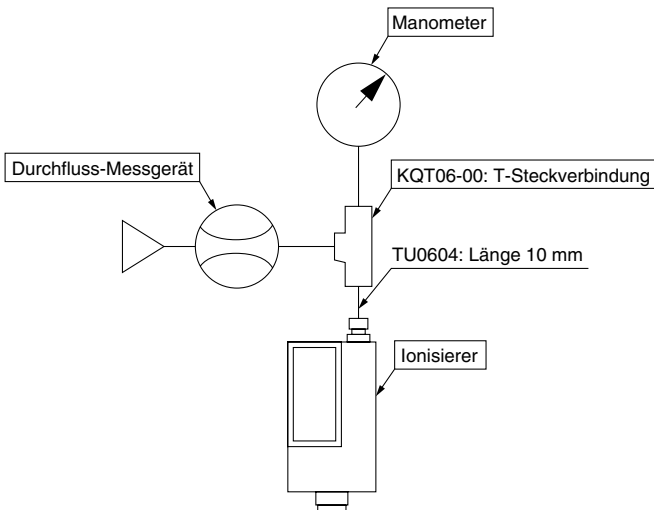 Manometer
Durchfluss-Messgerät
KQT06-00: T-Steckverbindung
TU0604: Länge 10 mm
Ionisierer